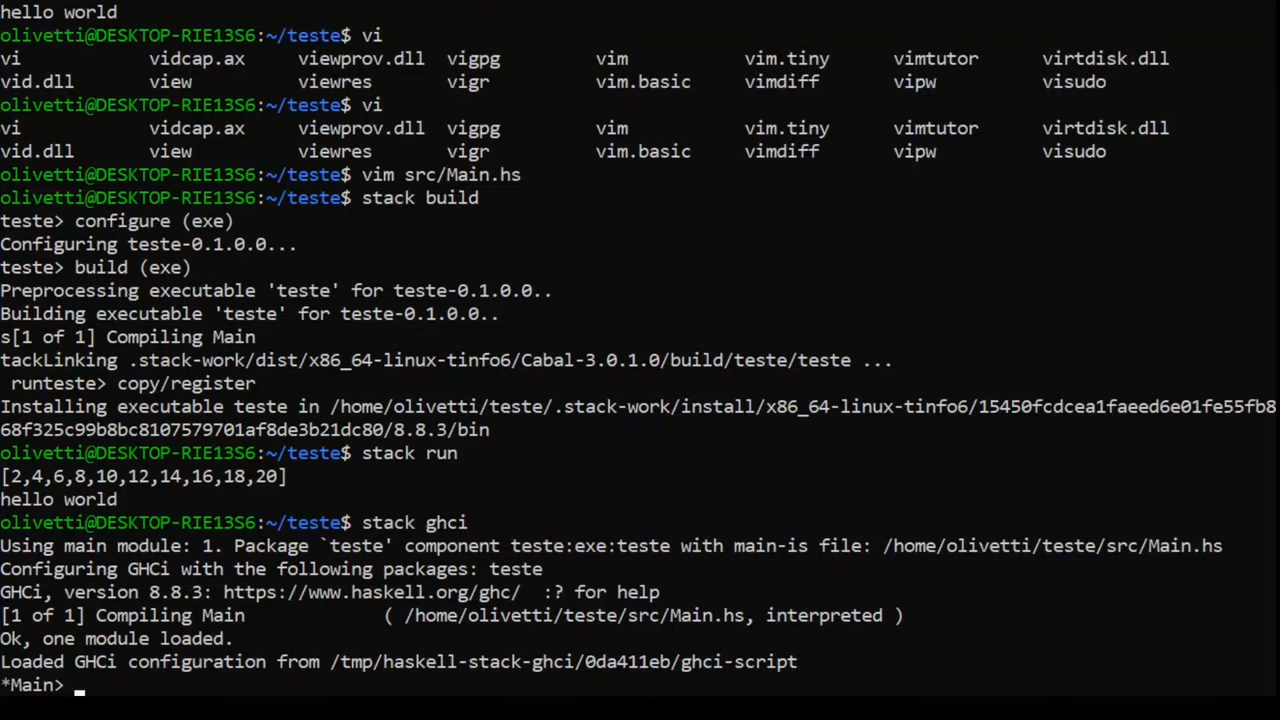 hello world
olivetti@DESKTOP-RIE13S6:~/teste$ vi
vi vidcap.ax viewprov.dll vigpg vim vim.tiny vimtutor virtdisk.dll
vid.dll view viewres vigr vim.basic vimdiff vipw visudo
olivetti@DESKTOP-RIE13S6:~/teste$ vi
vi vidcap.ax viewprov.dll vigpg vim vim.tiny vimtutor virtdisk.dll
vid.dll view viewres vigr vim.basic vimdiff vipw visudo
olivetti@DESKTOP-RIE13S6:~/teste$ vim src/Main.hs
olivetti@DESKTOP-RIE13S6:~/teste$ stack build
teste> configure (exe)
Configuring teste-0.1.0.0...
teste> build (exe)
Preprocessing executable 'teste' for teste-0.1.0.0..
Building executable 'teste' for teste-0.1.0.0..
s[1 of 1] Compiling Main
tackLinking .stack-work/dist/x86_64-linux-tinfo6/Cabal-3.0.1.0/build/teste/teste ...
 runteste> copy/register
Installing executable teste in /home/olivetti/teste/.stack-work/install/x86_64-linux-tinfo6/15450fcdcea1faeed6e01fe55fb8
68f325c99b8bc8107579701af8de3b21dc80/8.8.3/bin
olivetti@DESKTOP-RIE13S6:~/teste$ stack run
[2,4,6,8,10,12,14,16,18,20]
hello world
olivetti@DESKTOP-RIE13S6:~/teste$ stack ghci
Using main module: 1. Package `teste' component teste:exe:teste with main-is file: /home/olivetti/teste/src/Main.hs
Configuring GHCi with the following packages: teste
GHCi, version 8.8.3: https://www.haskell.org/ghc/  :? for help
[1 of 1] Compiling Main             ( /home/olivetti/teste/src/Main.hs, interpreted )
Ok, one module loaded.
Loaded GHCi configuration from /tmp/haskell-stack-ghci/0da411eb/ghci-script
*Main>